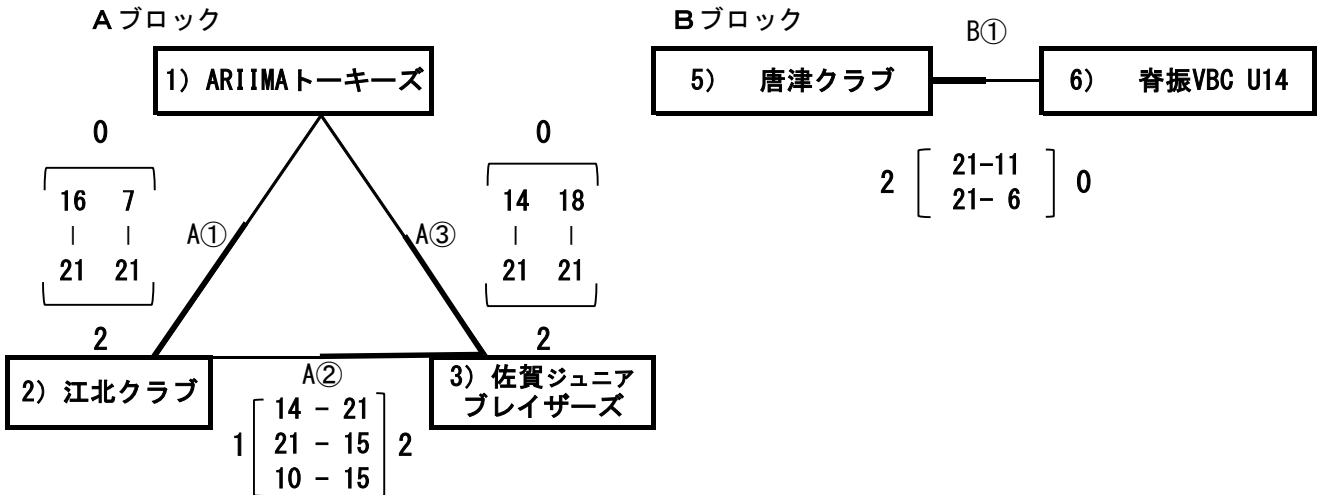 Aブロック
1) ARIIMAトーキーズ
0
16 7
| |
21 21
2
A①
A③
0
14 18
| |
21 21
2
2) 江北クラブ
A②
3) 佐賀ジュニア
ブレイザーズ
1
14 - 21
21 - 15
10 - 15
2
Bブロック
B①
5) 唐津クラブ
6) 脊振VBC U14
2
21-11
21- 6
0